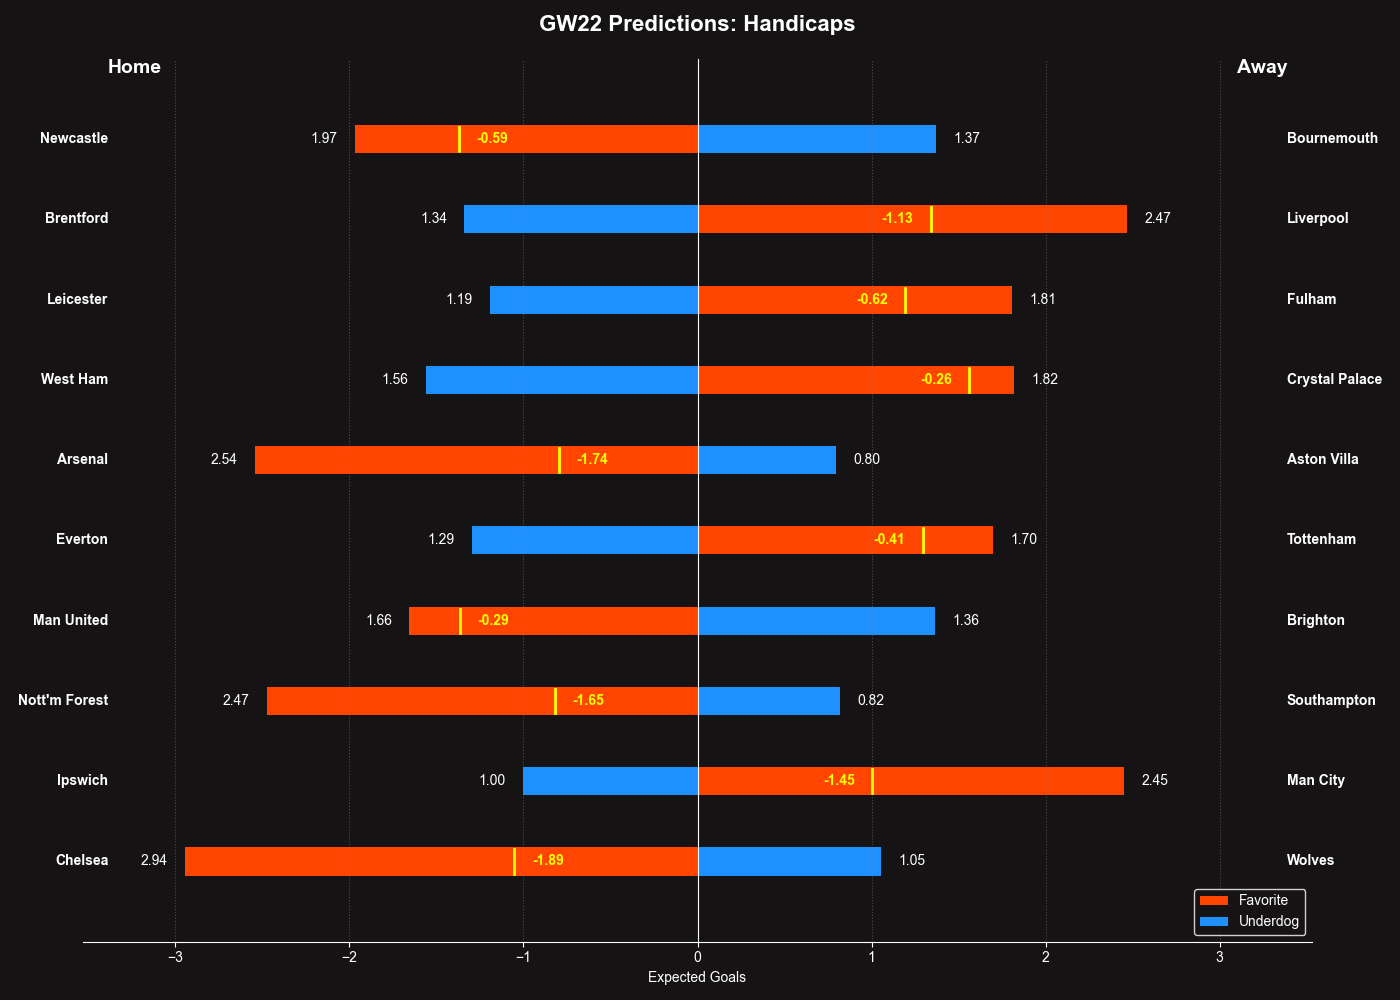 GW22 Predictions: Handicaps
Home Away
Newcastle 1.97 -0.59 1.37 Bournemouth
Brentford 1.34 -1.13 2.47 Liverpool
Leicester 1.19 -0.62 1.81 Fulham
West Ham 1.56 -0.26 1.82 Crystal Palace
Arsenal 2.54 -1.74 0.80 Aston Villa
Everton 1.29 -0.41 1.70 Tottenham
Man United 1.66 -0.29 1.36 Brighton
Nott'm Forest 2.47 -1.65 0.82 Southampton
Ipswich 1.00 -1.45 2.45 Man City
Chelsea 2.94 -1.89 1.05 Wolves
Favorite
Underdog
−3 −2 −1 0 1 2 3
Expected Goals